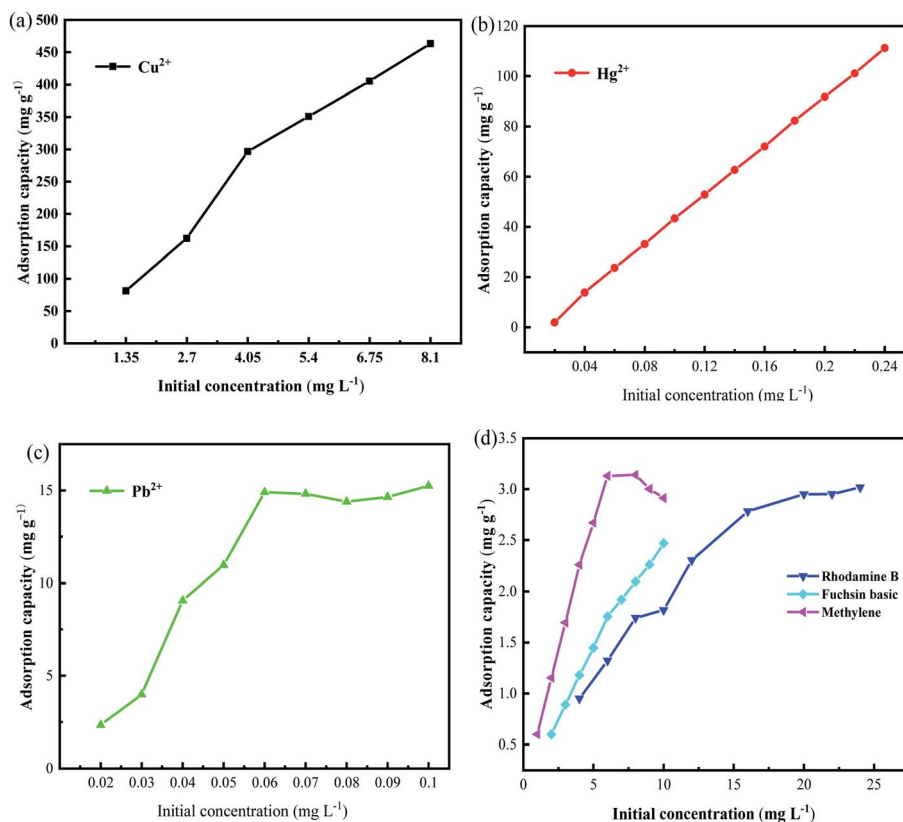 (a)
500
450
400
350
300
250
200
150
100
50
0
Adsorption capacity (mg g⁻¹)
Cu²⁺
1.35 2.7 4.05 5.4 6.75 8.1
Initial concentration (mg L⁻¹)
(b)
120
100
80
60
40
20
0
Adsorption capacity (mg g⁻¹)
Hg²⁺
0.04 0.08 0.12 0.16 0.2 0.24
Initial concentration (mg L⁻¹)
(c)
15
10
5
0
Adsorption capacity (mg g⁻¹)
Pb²⁺
0.02 0.03 0.04 0.05 0.06 0.07 0.08 0.09 0.1
Initial concentration (mg L⁻¹)
(d)
3.5
3.0
2.5
2.0
1.5
1.0
0.5
Adsorption capacity (mg g⁻¹)
Rhodamine B
Fuchsin basic
Methylene
0 5 10 15 20 25
Initial concentration (mg L⁻¹)